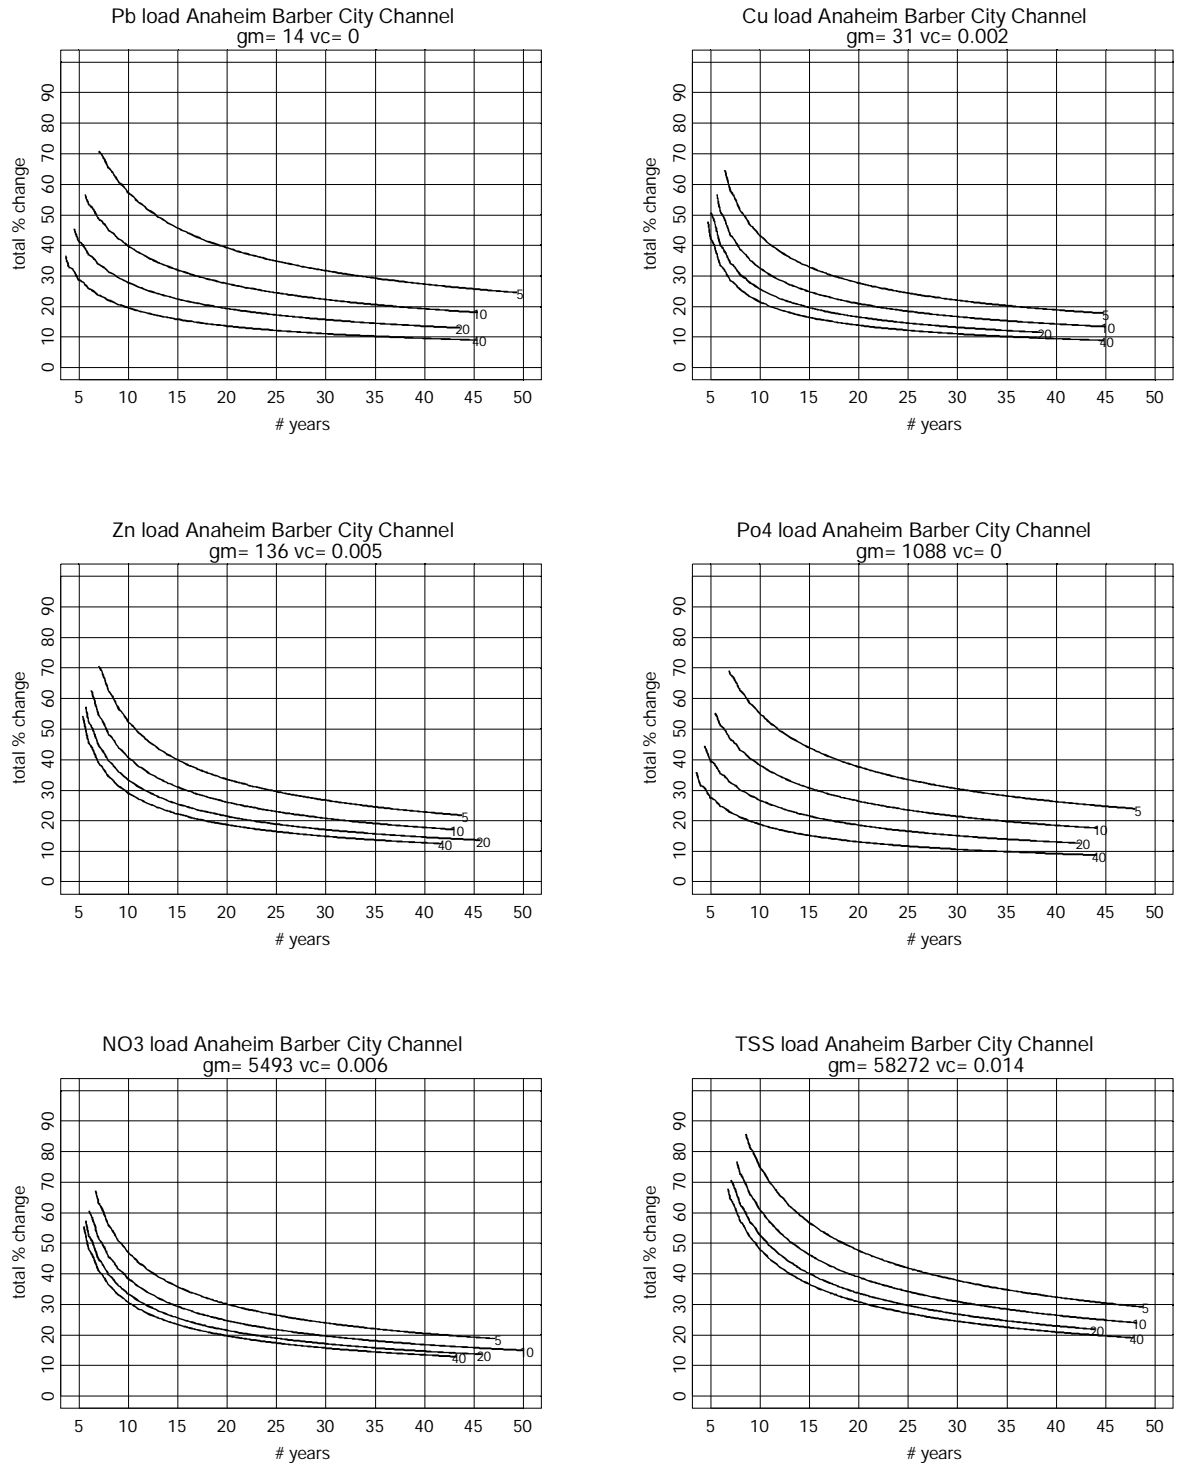 Pb load Anaheim Barber City Channel
gm= 14 vc= 0
total % change
0 10 20 30 40 50 60 70 80 90
5
10
20
40
5 10 15 20 25 30 35 40 45 50
# years
Cu load Anaheim Barber City Channel
gm= 31 vc= 0.002
total % change
0 10 20 30 40 50 60 70 80 90
5
10
20
40
5 10 15 20 25 30 35 40 45 50
# years
Zn load Anaheim Barber City Channel
gm= 136 vc= 0.005
total % change
0 10 20 30 40 50 60 70 80 90
5
10
20
40
5 10 15 20 25 30 35 40 45 50
# years
Po4 load Anaheim Barber City Channel
gm= 1088 vc= 0
total % change
0 10 20 30 40 50 60 70 80 90
5
10
20
40
5 10 15 20 25 30 35 40 45 50
# years
NO3 load Anaheim Barber City Channel
gm= 5493 vc= 0.006
total % change
0 10 20 30 40 50 60 70 80 90
5
10
20
40
5 10 15 20 25 30 35 40 45 50
# years
TSS load Anaheim Barber City Channel
gm= 58272 vc= 0.014
total % change
0 10 20 30 40 50 60 70 80 90
5
10
20
40
5 10 15 20 25 30 35 40 45 50
# years